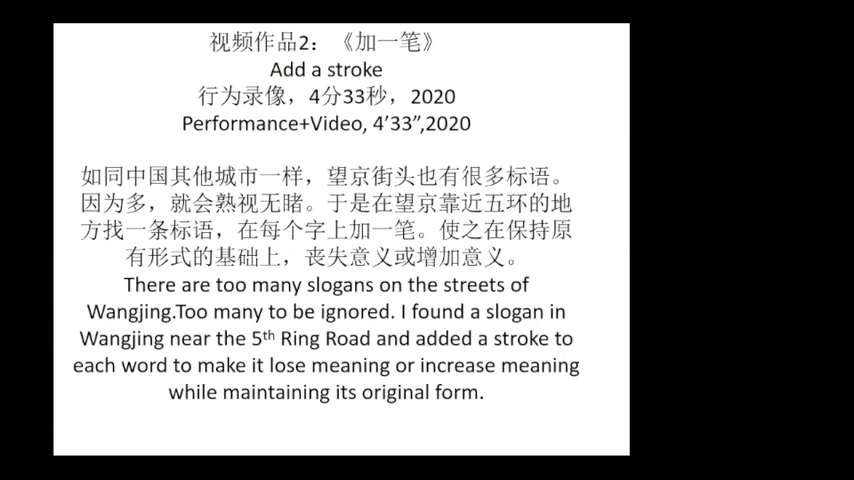 视频作品2：《加一笔》
Add a stroke
行为录像，4分33秒，2020
Performance+Video, 4’33”,2020
如同中国其他城市一样，望京街头也有很多标语。
因为多，就会熟视无睹。于是在望京靠近五环的地
方找一条标语，在每个字上加一笔。使之在保持原
有形式的基础上，丧失意义或增加意义。
There are too many slogans on the streets of
Wangjing.Too many to be ignored. I found a slogan in
Wangjing near the 5th Ring Road and added a stroke to
each word to make it lose meaning or increase meaning
while maintaining its original form.